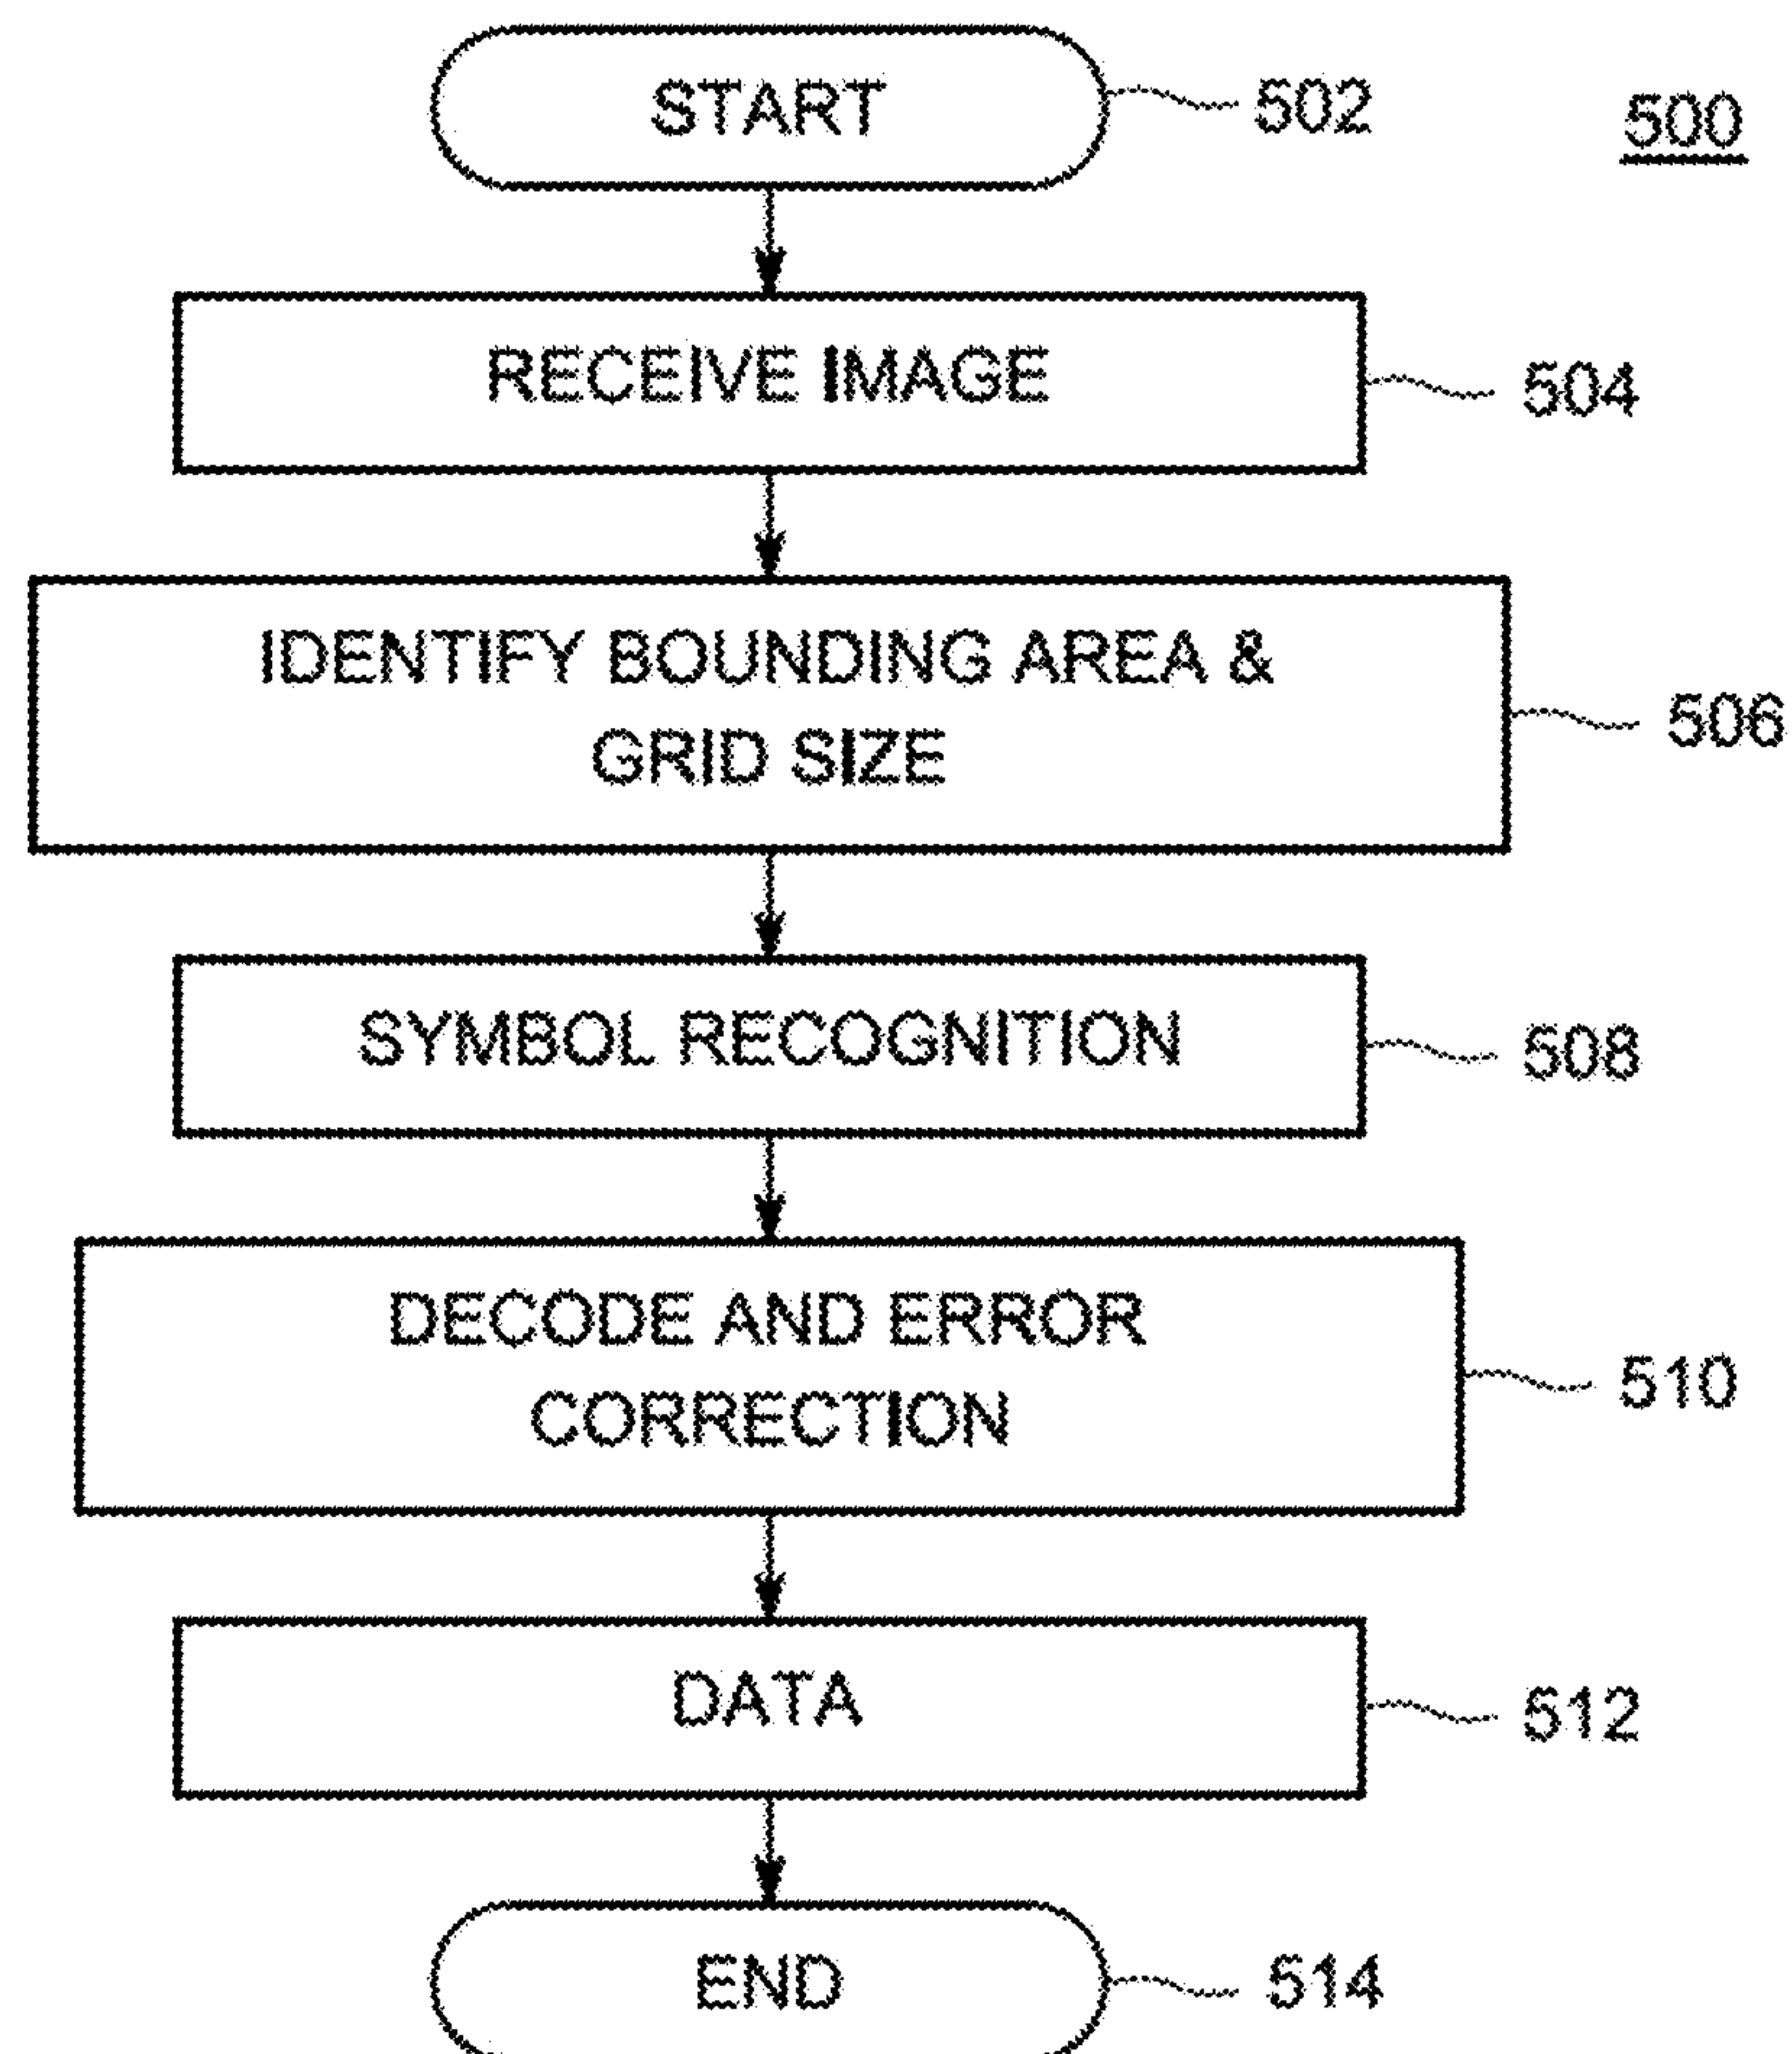 START
502
500
RECEIVE IMAGE
504
IDENTIFY BOUNDING AREA &
GRID SIZE
506
SYMBOL RECOGNITION
508
DECODE AND ERROR
CORRECTION
510
DATA
512
END
514